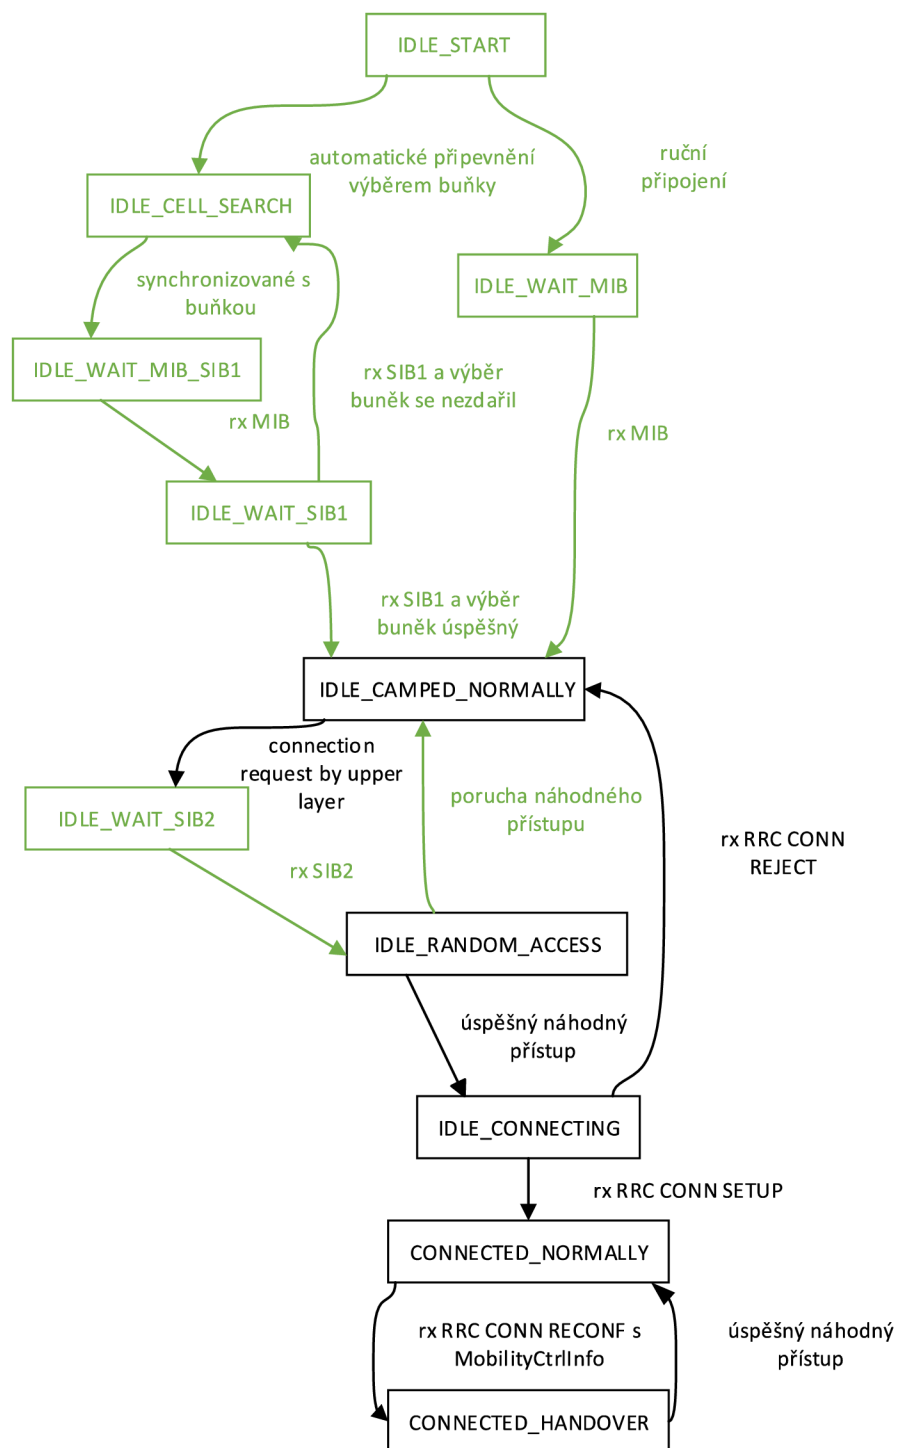 IDLE_START
automatické připevnění
výběrem buňky
ruční
připojení
IDLE_CELL_SEARCH
synchronizované s
buňkou
IDLE_WAIT_MIB
IDLE_WAIT_MIB_SIB1
rx SIB1 a výběr
buněk se nezdařil
rx MIB
rx MIB
IDLE_WAIT_SIB1
rx SIB1 a výběr
buněk úspěšný
IDLE_CAMPED_NORMALLY
connection
request by upper
layer
IDLE_WAIT_SIB2
porucha náhodného
přístupu
rx RRC CONN
REJECT
rx SIB2
IDLE_RANDOM_ACCESS
úspěšný náhodný
přístup
IDLE_CONNECTING
rx RRC CONN SETUP
CONNECTED_NORMALLY
rx RRC CONN RECONF s
MobilityCtrlInfo
úspěšný náhodný
přístup
CONNECTED_HANDOVER